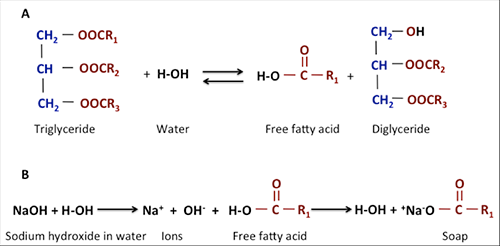 A
CH₂ — OOCR₁
CH — OOCR₂
CH₂ — OOCR₃
+ H-OH
H-O — C — R₁
O
+
CH₂ — OH
CH — OOCR₂
CH₂ — OOCR₃
Triglyceride Water Free fatty acid Diglyceride
B
O O
NaOH + H-OH Na⁺ + OH⁻ + H-O — C — R₁ H-OH + ⁺Na⁻O — C — R₁
Sodium hydroxide in water Ions Free fatty acid Soap